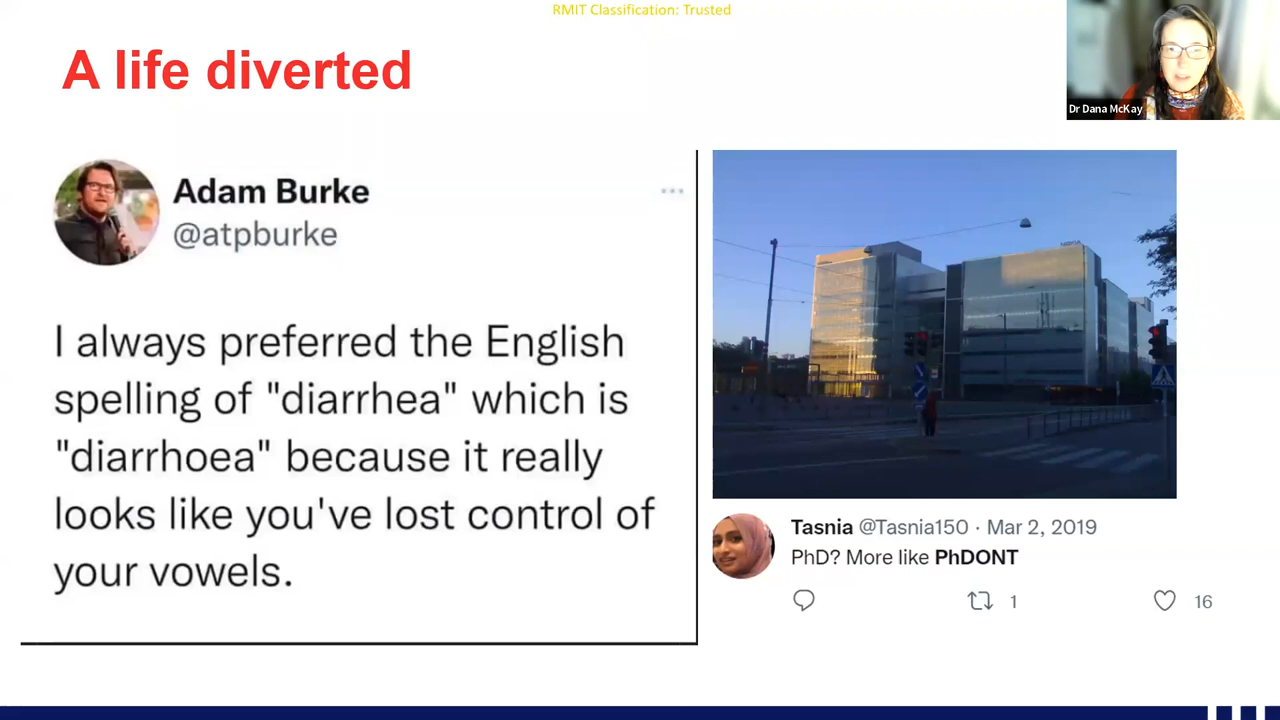 RMIT Classification: Trusted
A life diverted
Dr Dana McKay
Adam Burke
@atpburke
I always preferred the English
spelling of "diarrhea" which is
"diarrhoea" because it really
looks like you've lost control of
your vowels.
Tasnia @Tasnia150 · Mar 2, 2019
PhD? More like PhDONT
1
16